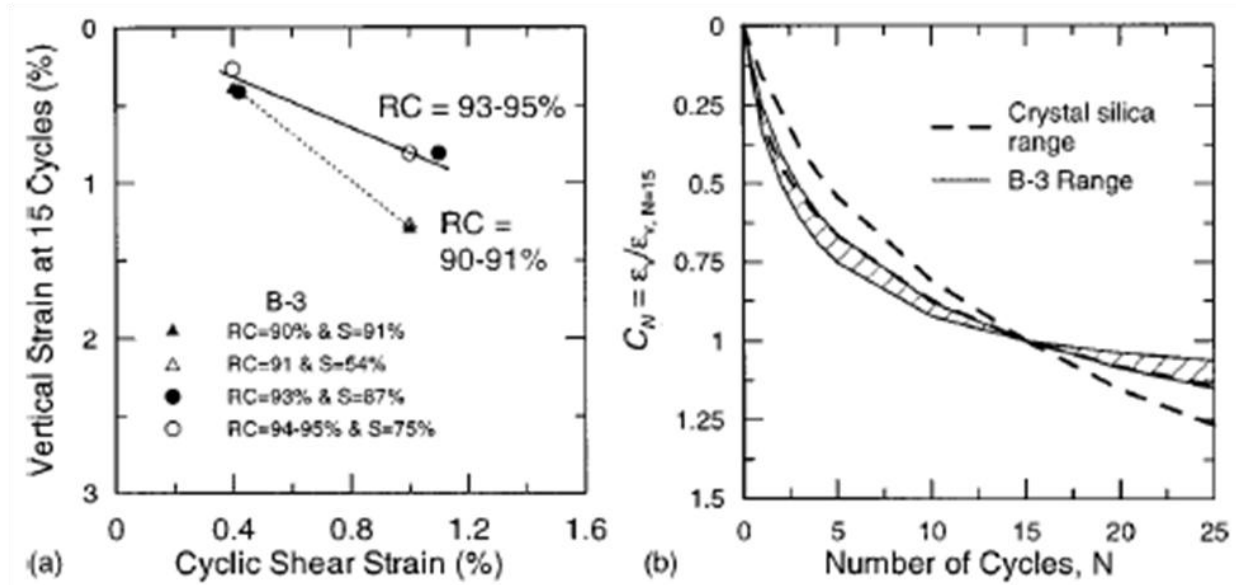 0
1
2
3
Vertical Strain at 15 Cycles (%)
RC = 93-95%
RC =
90-91%
B-3
RC=90% & S=91%
RC=91 & S=54%
RC=93% & S=87%
RC=94-95% & S=75%
0 0.4 0.8 1.2 1.6
(a) Cyclic Shear Strain (%)
0
0.25
0.5
0.75
1
1.25
1.5
C_N = ε_v/ε_v, N=15
Crystal silica
range
B-3 Range
0 5 10 15 20 25
(b) Number of Cycles, N